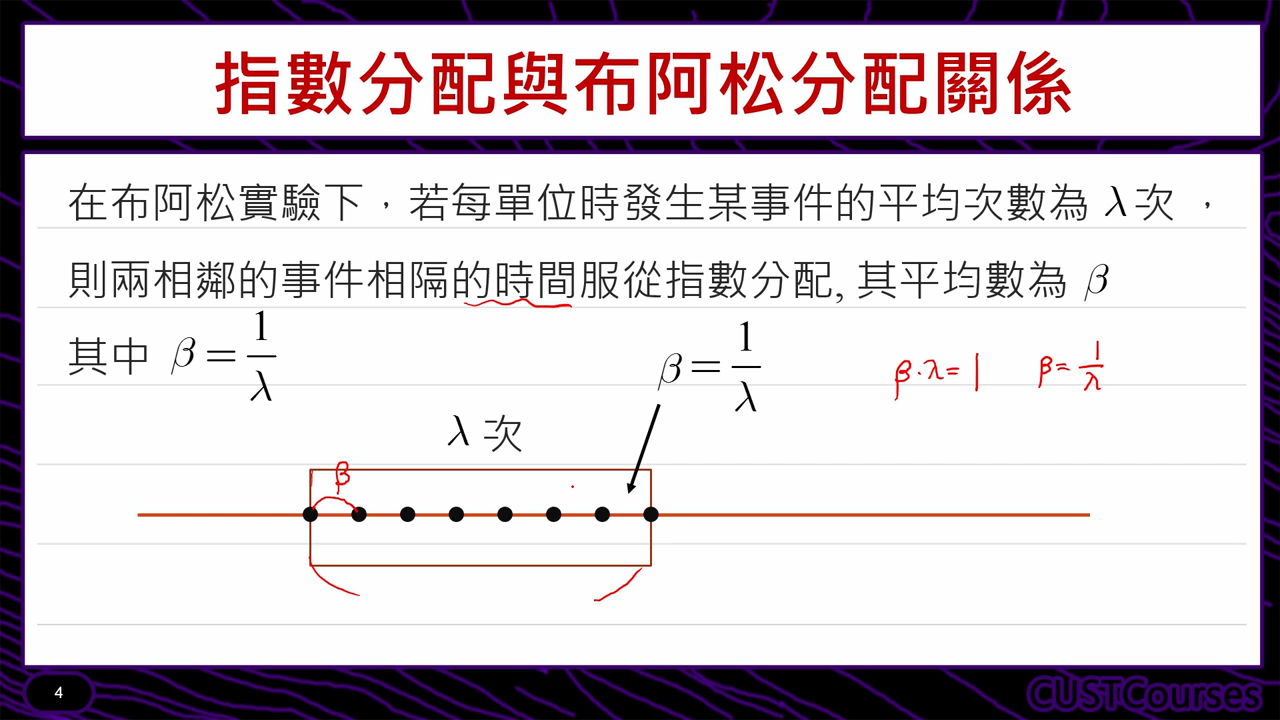 指數分配與布阿松分配關係
在布阿松實驗下，若每單位時發生某事件的平均次數為 λ 次 ，
則兩相鄰的事件相隔的時間服從指數分配, 其平均數為 β
其中 β = 1/λ
β = 1/λ
β·λ = 1 β = 1/λ
λ 次
β
4
CUSTCourses